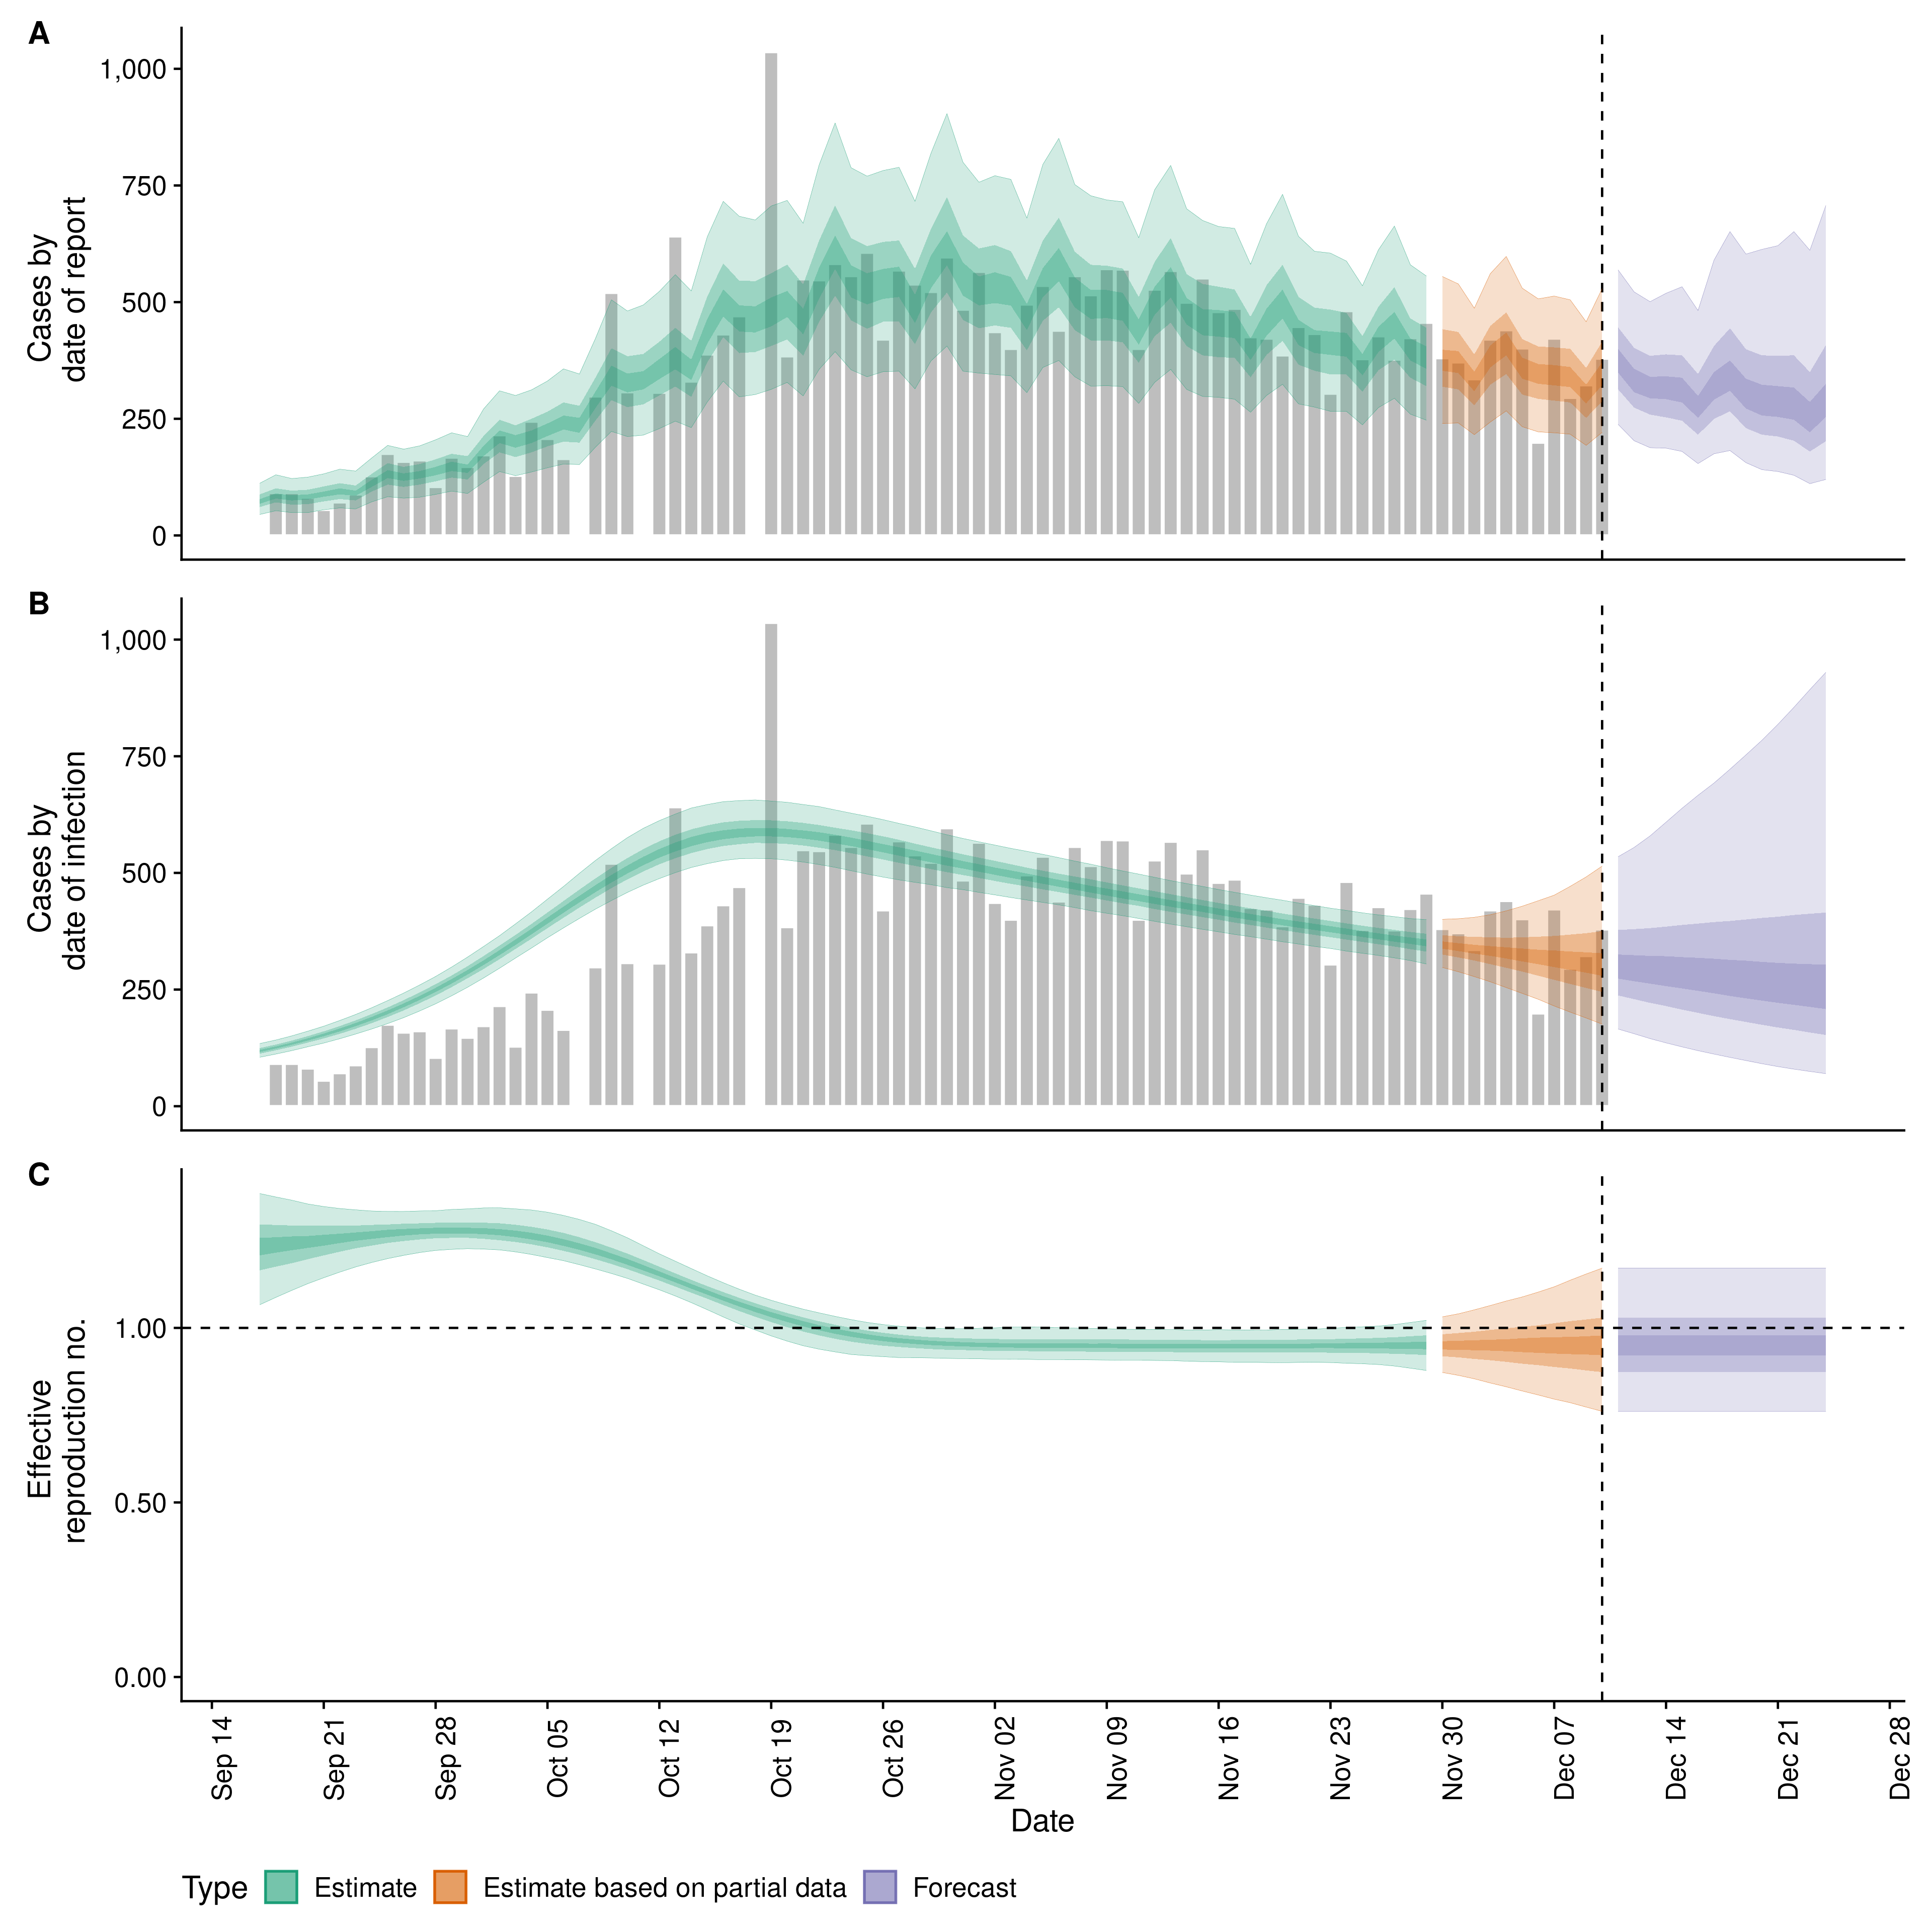 A
1,000
750
500
250
0
Cases by
date of report
B
1,000
750
500
250
0
Cases by
date of infection
C
1.00
0.50
0.00
Effective
reproduction no.
Sep 14
Sep 21
Sep 28
Oct 05
Oct 12
Oct 19
Oct 26
Nov 02
Nov 09
Nov 16
Nov 23
Nov 30
Dec 07
Dec 14
Dec 21
Dec 28
Date
Type Estimate Estimate based on partial data Forecast